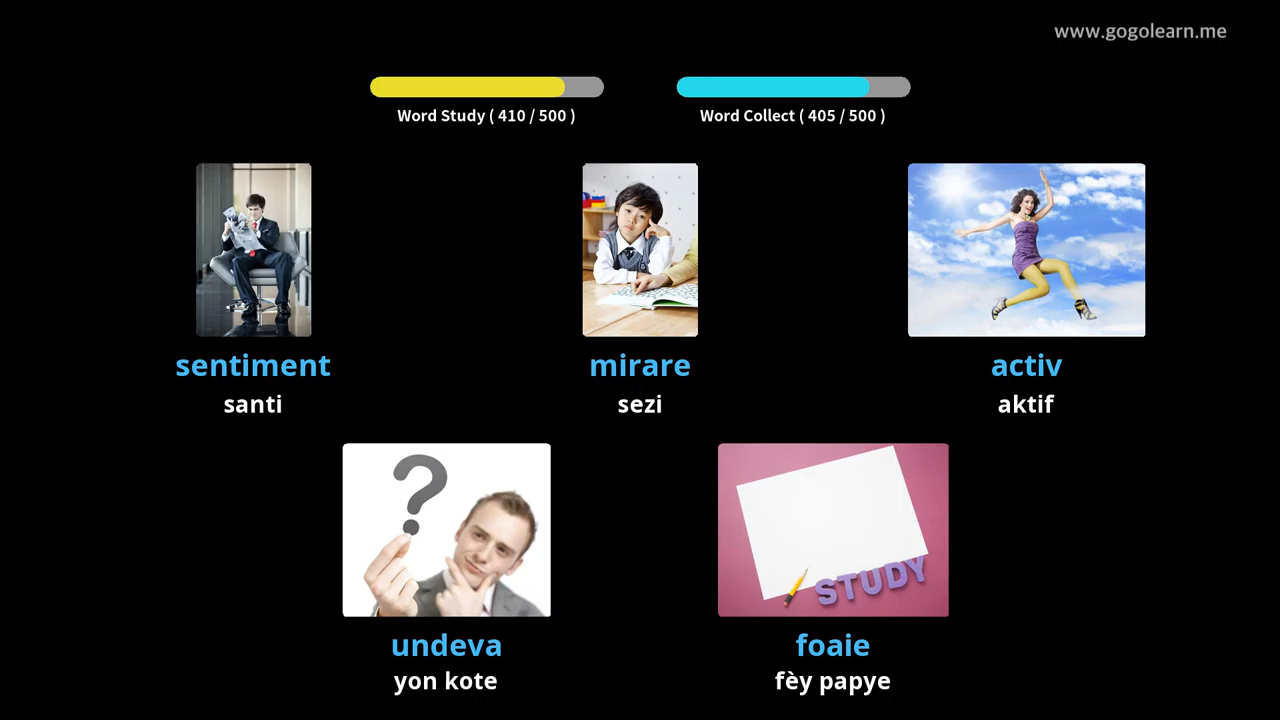 www.gogolearn.me
Word Study ( 410 / 500 )
Word Collect ( 405 / 500 )
sentiment
santi
mirare
sezi
activ
aktif
STUDY
undeva
yon kote
foaie
fèy papye